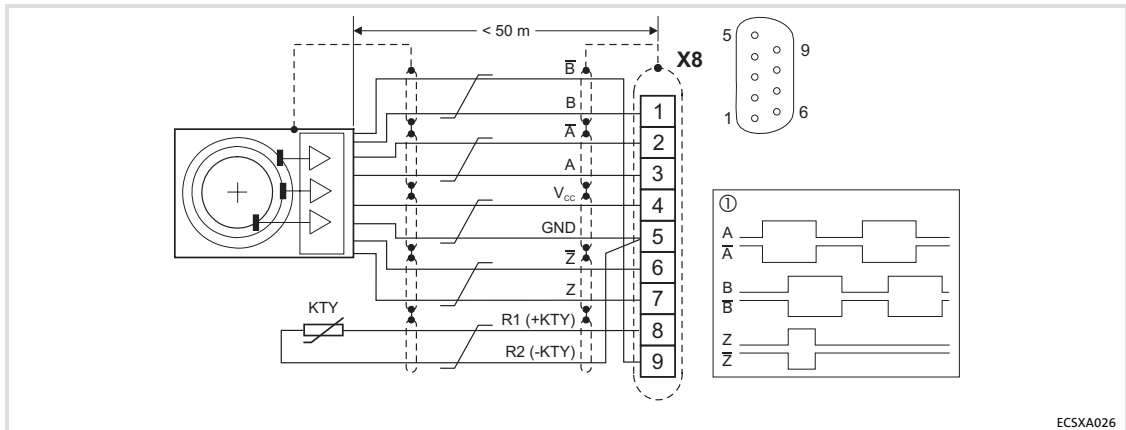 < 50 m
X8
5
9
1
6
B̅
B
A̅
A
V_CC
GND
Z̅
Z
R1 (+KTY)
R2 (-KTY)
KTY
1
2
3
4
5
6
7
8
9
①
A
A̅
B
B̅
Z
Z̅
ECSXA026